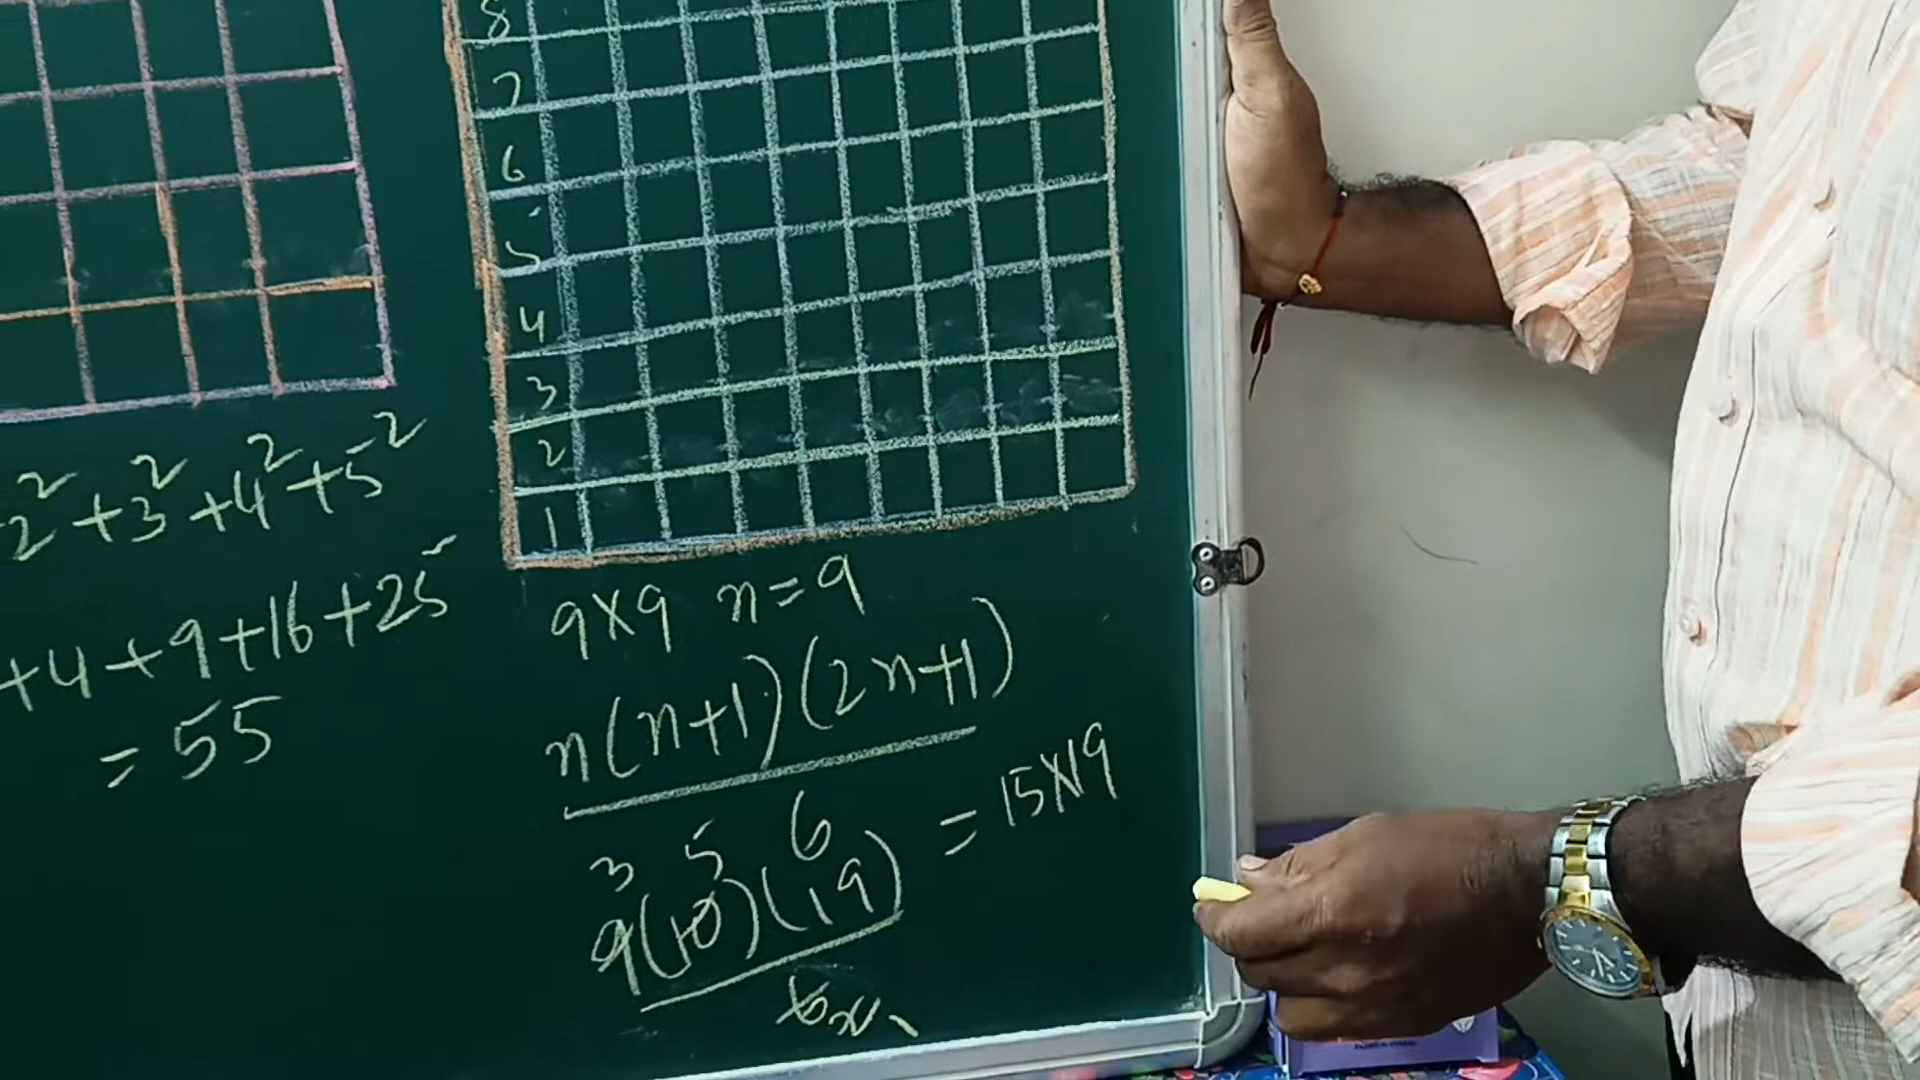 8
7
6
5
4
3
2
1
2² + 3² + 4² + 5²
+ 4 + 9 + 16 + 25
= 55
9 × 9 n = 9
n(n+1)(2n+1)
6
3 5
9(10)(19) = 15×19
6